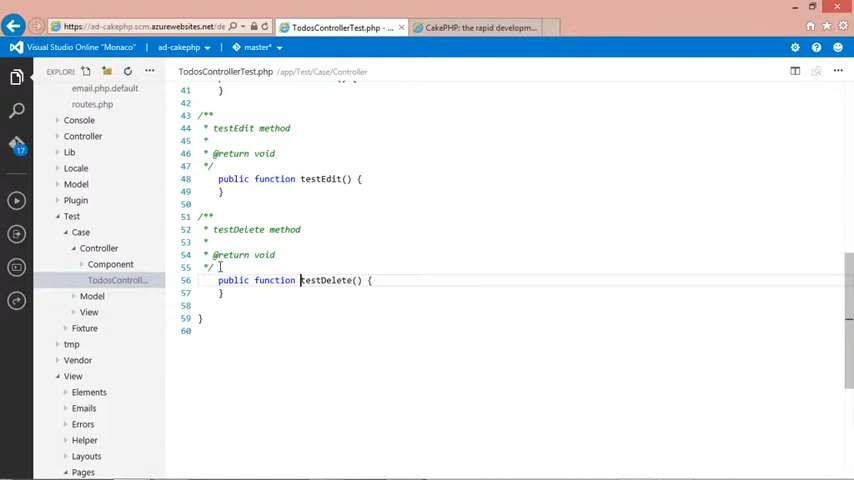 https://ad-cakephp.scm.azurewebsites.net/de
TodosControllerTest.php - ...
CakePHP: the rapid developm...
Visual Studio Online "Monaco"
ad-cakephp
master*
EXPLORE
TodosControllerTest.php /app/Test/Case/Controller
email.php.default
routes.php
Console
Controller
Lib
Locale
Model
Plugin
Test
Case
Controller
Component
TodosControll...
Model
View
Fixture
tmp
Vendor
View
Elements
Emails
Errors
Helper
Layouts
Pages
17
41 }
42
43 /**
44 * testEdit method
45 *
46 * @return void
47 */
48 public function testEdit() {
49 }
50
51 /**
52 * testDelete method
53 *
54 * @return void
55 */
56 public function testDelete() {
57 }
58
59 }
60